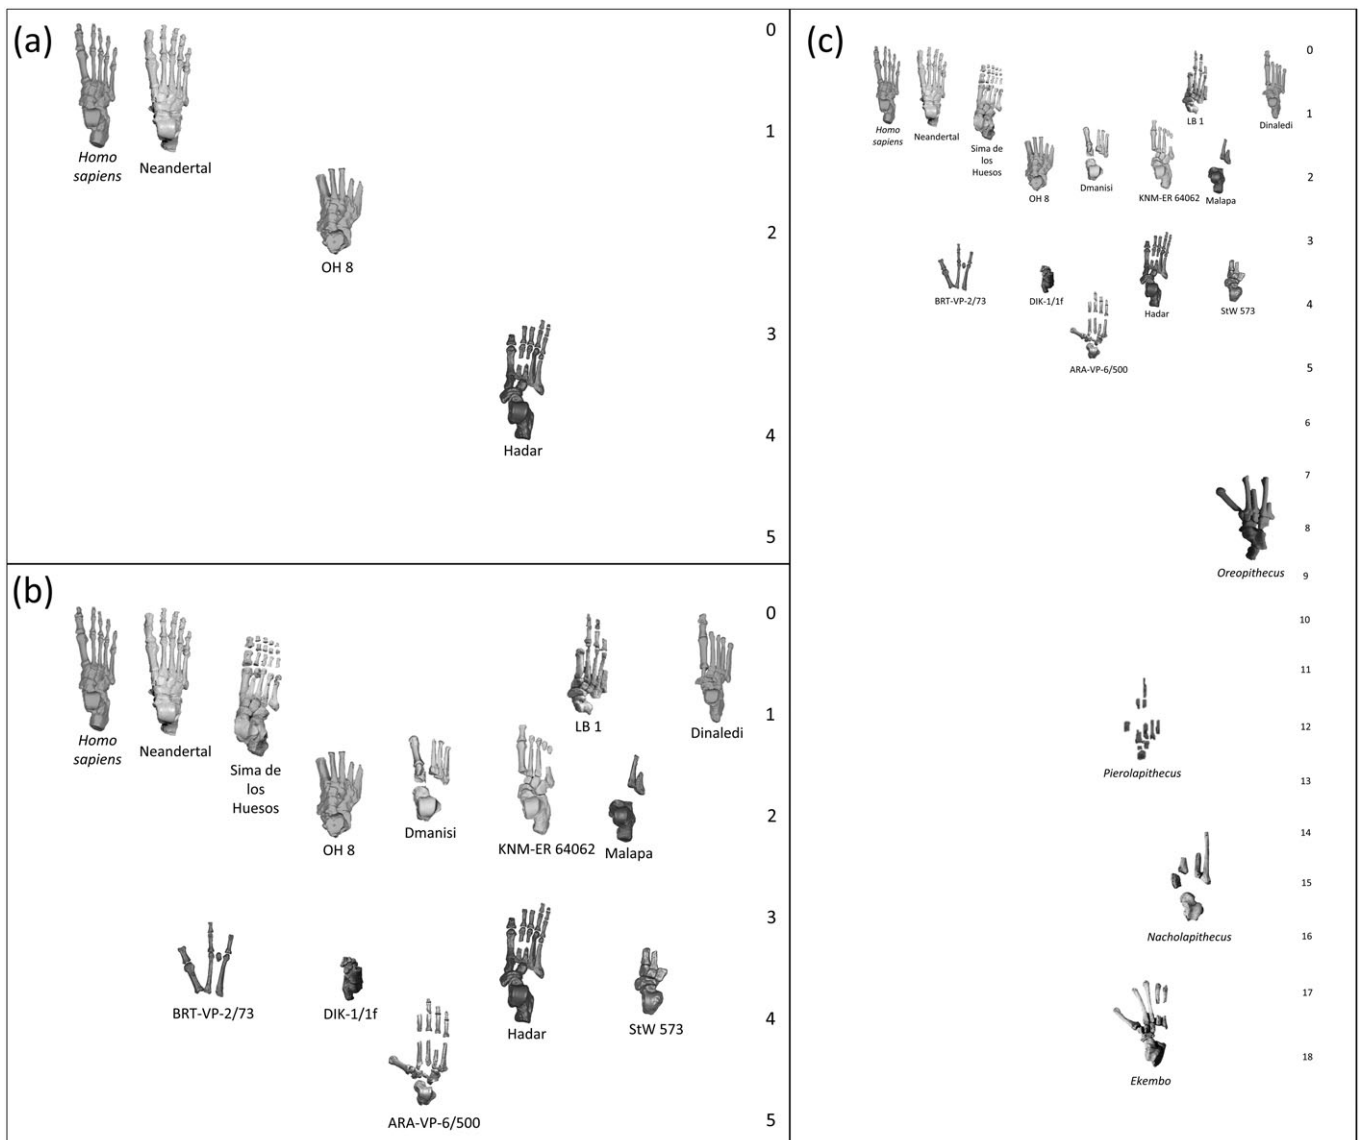 (a)
0
Homo
sapiens
Neandertal
1
2
OH 8
3
4
Hadar
5
(b)
0
Homo
sapiens
Neandertal
Sima de
los
Huesos
LB 1
Dinaledi
1
OH 8
Dmanisi
KNM-ER 64062
Malapa
2
3
BRT-VP-2/73
DIK-1/1f
Hadar
StW 573
4
ARA-VP-6/500
5
(c)
0
Homo
sapiens
Neandertal
Sima de
los
Huesos
LB 1
Dinaledi
1
OH 8
Dmanisi
KNM-ER 64062
Malapa
2
3
BRT-VP-2/73
DIK-1/1f
Hadar
StW 573
4
ARA-VP-6/500
5
6
7
8
Oreopithecus
9
10
11
12
Pierolapithecus
13
14
15
Nacholapithecus
16
17
18
Ekembo